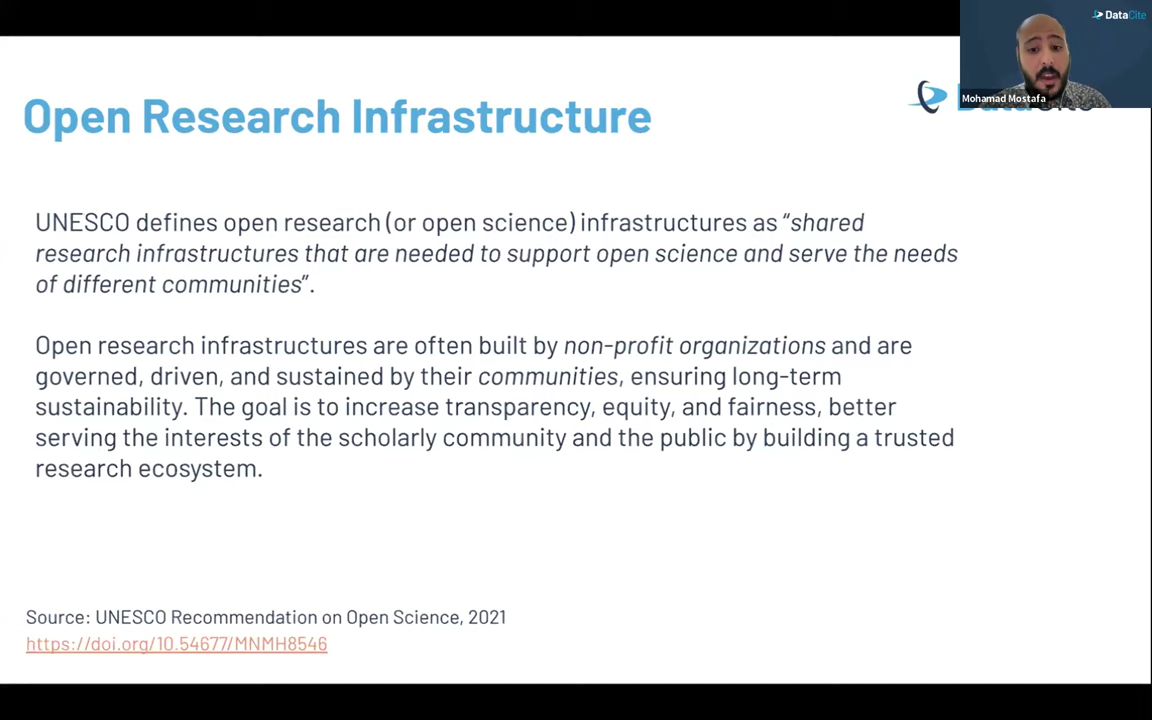 DataCite
Mohamad Mostafa
Open Research Infrastructure
UNESCO defines open research (or open science) infrastructures as “shared
research infrastructures that are needed to support open science and serve the needs
of different communities”.
Open research infrastructures are often built by non-profit organizations and are
governed, driven, and sustained by their communities, ensuring long-term
sustainability. The goal is to increase transparency, equity, and fairness, better
serving the interests of the scholarly community and the public by building a trusted
research ecosystem.
Source: UNESCO Recommendation on Open Science, 2021
https://doi.org/10.54677/MNMH8546